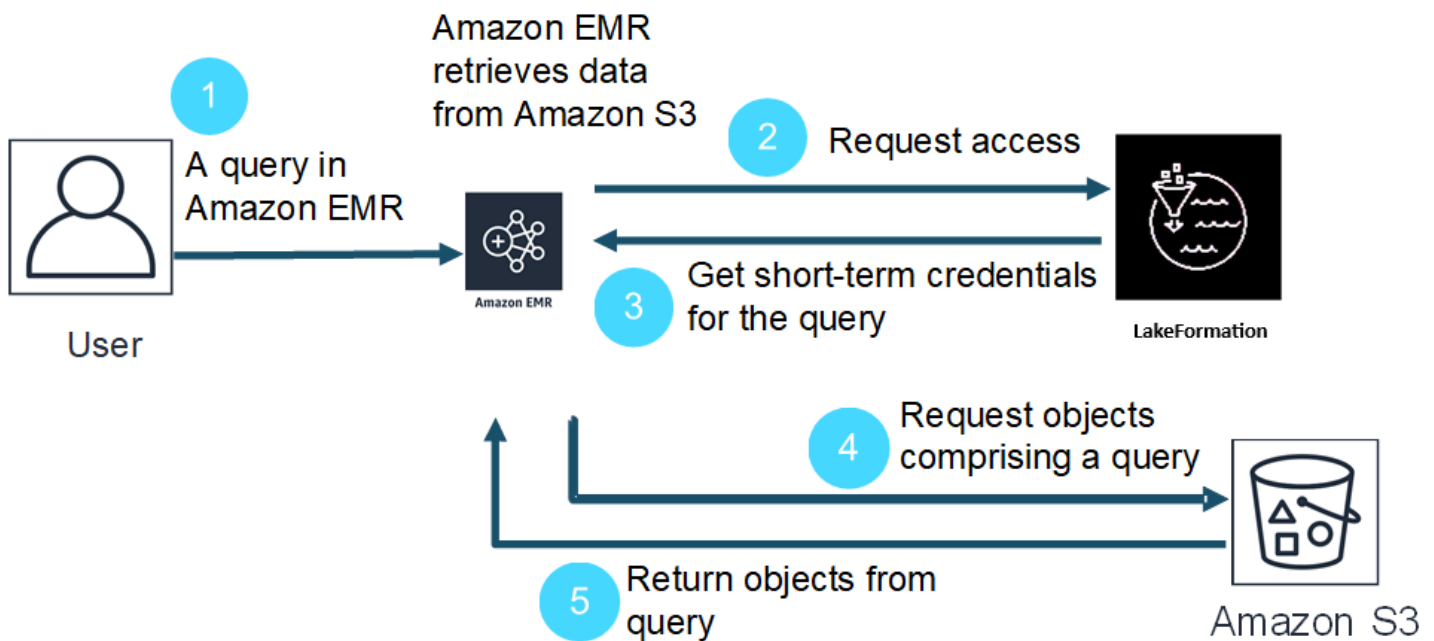 1
A query in
Amazon EMR
User
Amazon EMR
retrieves data
from Amazon S3
Amazon EMR
2
Request access
3
Get short-term credentials
for the query
LakeFormation
4
Request objects
comprising a query
5
Return objects from
query
Amazon S3